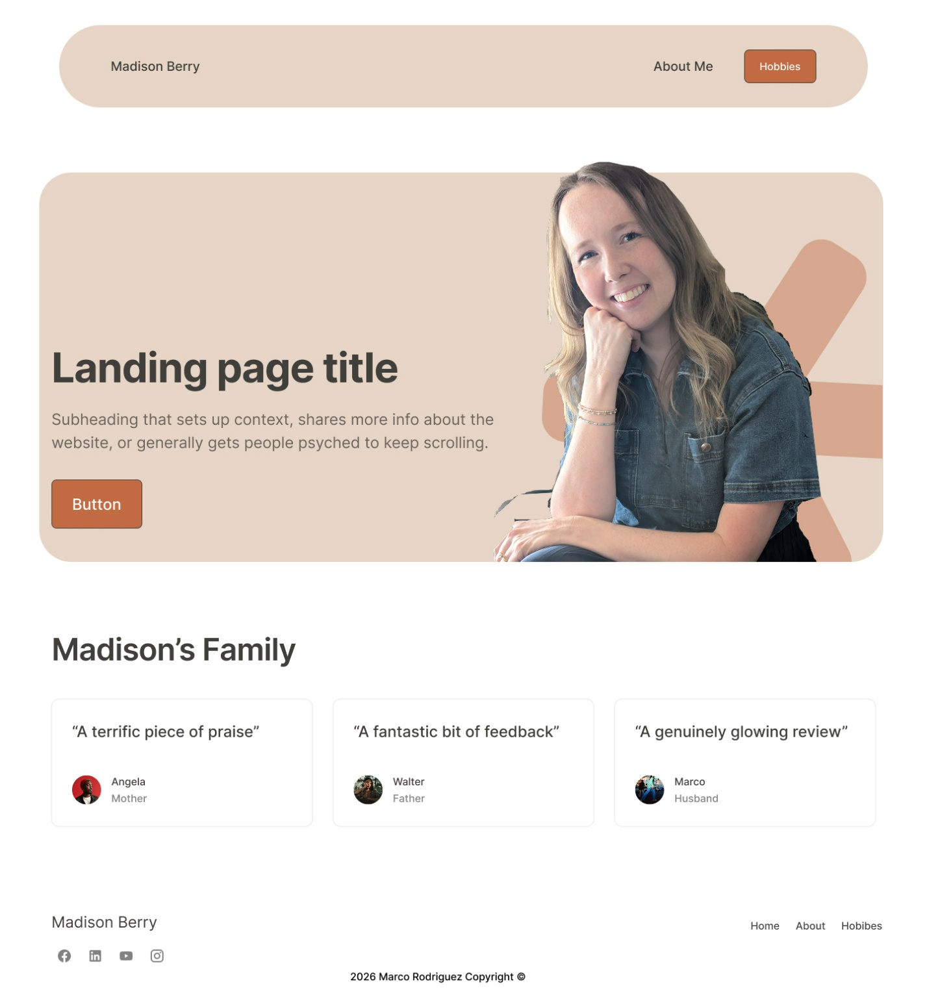 Madison Berry
About Me
Hobbies
Landing page title
Subheading that sets up context, shares more info about the
website, or generally gets people psyched to keep scrolling.
Button
Madison’s Family
“A terrific piece of praise”
Angela
Mother
“A fantastic bit of feedback”
Walter
Father
“A genuinely glowing review”
Marco
Husband
Madison Berry
Home
About
Hobibes
2026 Marco Rodriguez Copyright ©